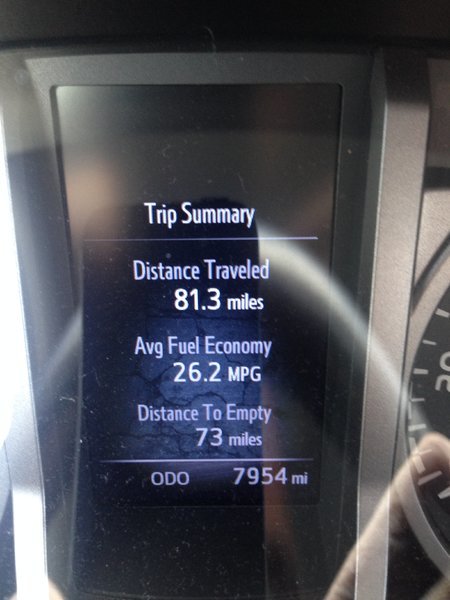 Trip Summary
Distance Traveled
81.3 miles
Avg Fuel Economy
26.2 MPG
Distance To Empty
73 miles
ODO 7954 mi